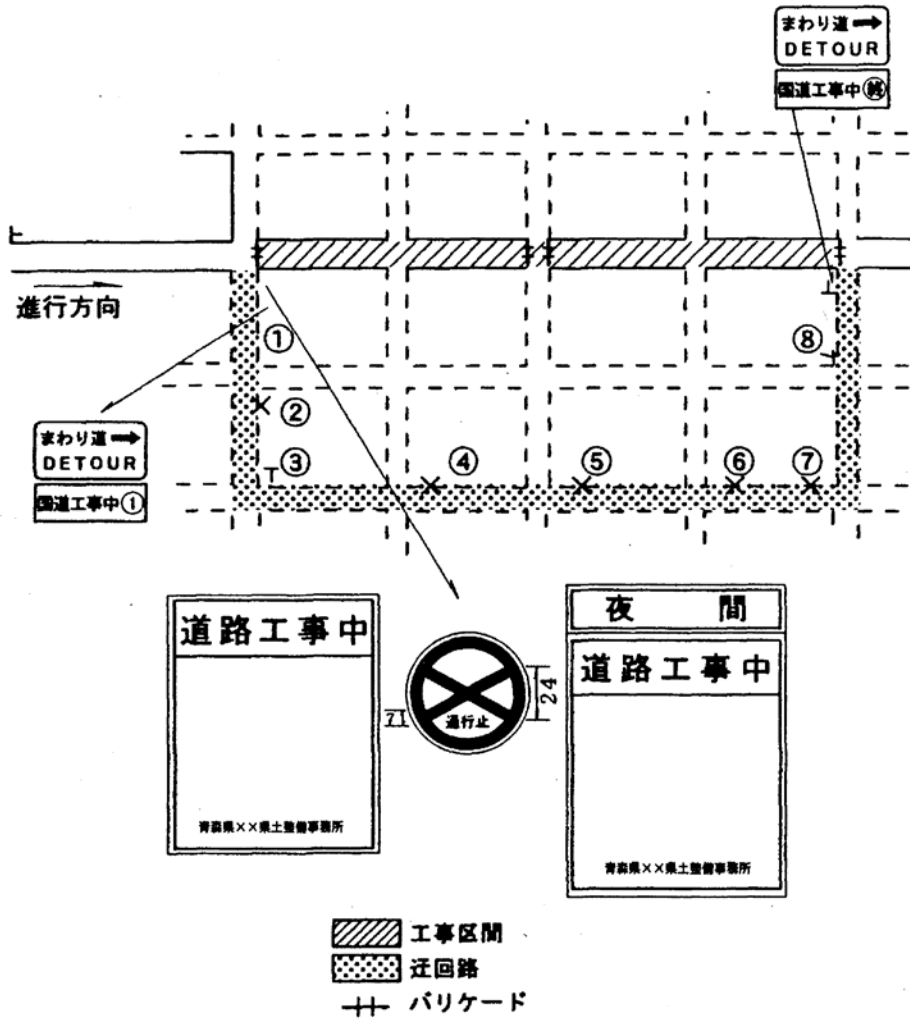 まわり道➡
DETOUR
国道工事中㊡
進行方向
①
⑧
②
まわり道➡
DETOUR
国道工事中①
③
④
⑤
⑥
⑦
道路工事中
青森県××県土整備事務所
通行止
71
24
夜 間
道路工事中
青森県××県土整備事務所
工事区間
迂回路
バリケード